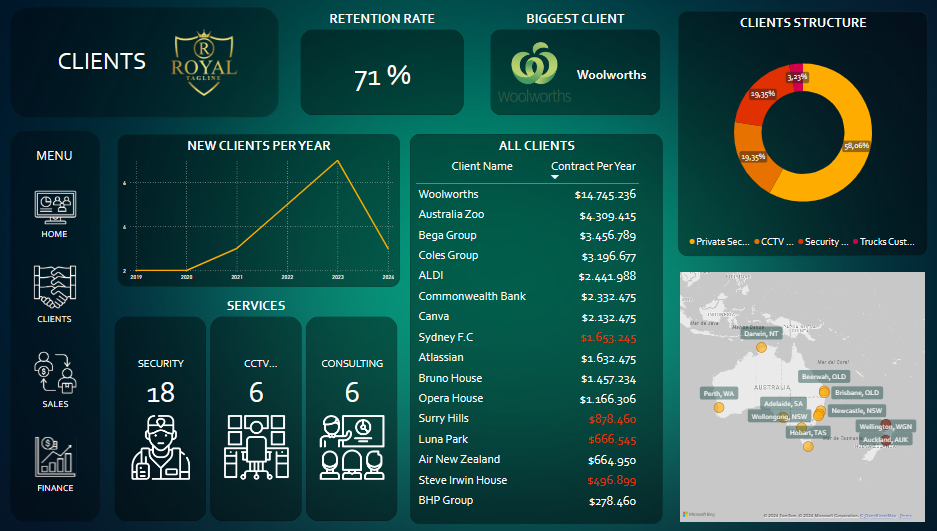 CLIENTS
R
ROYAL
TAGLINE
RETENTION RATE
71 %
BIGGEST CLIENT
Woolworths
Woolworths
CLIENTS STRUCTURE
3,23%
19,35%
19,35%
58,06%
Private Sec... CCTV ... Security ... Trucks Cust...
MENU
HOME
CLIENTS
SALES
FINANCE
NEW CLIENTS PER YEAR
6
4
2
2019 2020 2021 2022 2023 2024
SERVICES
SECURITY
18
CCTV...
6
CONSULTING
6
ALL CLIENTS
Client Name Contract Per Year
Woolworths $14.745.236
Australia Zoo $4.309.415
Bega Group $3.456.789
Coles Group $3.196.677
ALDI $2.441.988
Commonwealth Bank $2.332.475
Canva $2.132.475
Sydney F.C $1.653.245
Atlassian $1.632.475
Bruno House $1.457.234
Opera House $1.166.306
Surry Hills $878.460
Luna Park $666.545
Air New Zealand $664.950
Steve Irwin House $496.899
BHP Group $278.460
INDONESIA
Mar de Java
Darwin, NT
Mar del Coral
Beerwah, QLD
AUSTRALIA
Perth, WA
Brisbane, QLD
Adelaide, SA
Newcastle, NSW
Wollongong, NSW
Wellington, WGN
Hobart, TAS
Mar de Tasman
Auckland, AUK
Microsoft Bing
© 2024 TomTom, © 2024 Microsoft Corporation, © OpenStreetMap